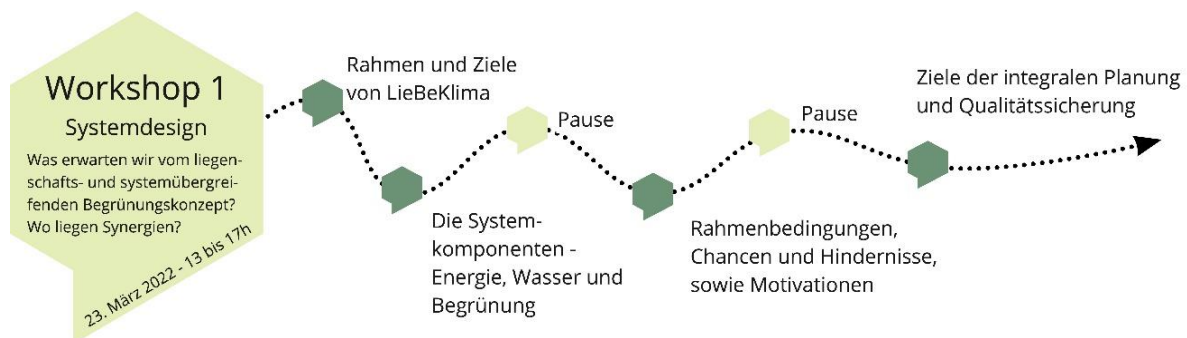 Workshop 1
Systemdesign
Was erwarten wir vom liegen-
schafts- und systemübergrei-
fenden Begrünungskonzept?
Wo liegen Synergien?
23. März 2022 - 13 bis 17h
Rahmen und Ziele
von LieBeKlima
Die System-
komponenten -
Energie, Wasser und
Begrünung
Pause
Rahmenbedingungen,
Chancen und Hindernisse,
sowie Motivationen
Pause
Ziele der integralen Planung
und Qualitätssicherung